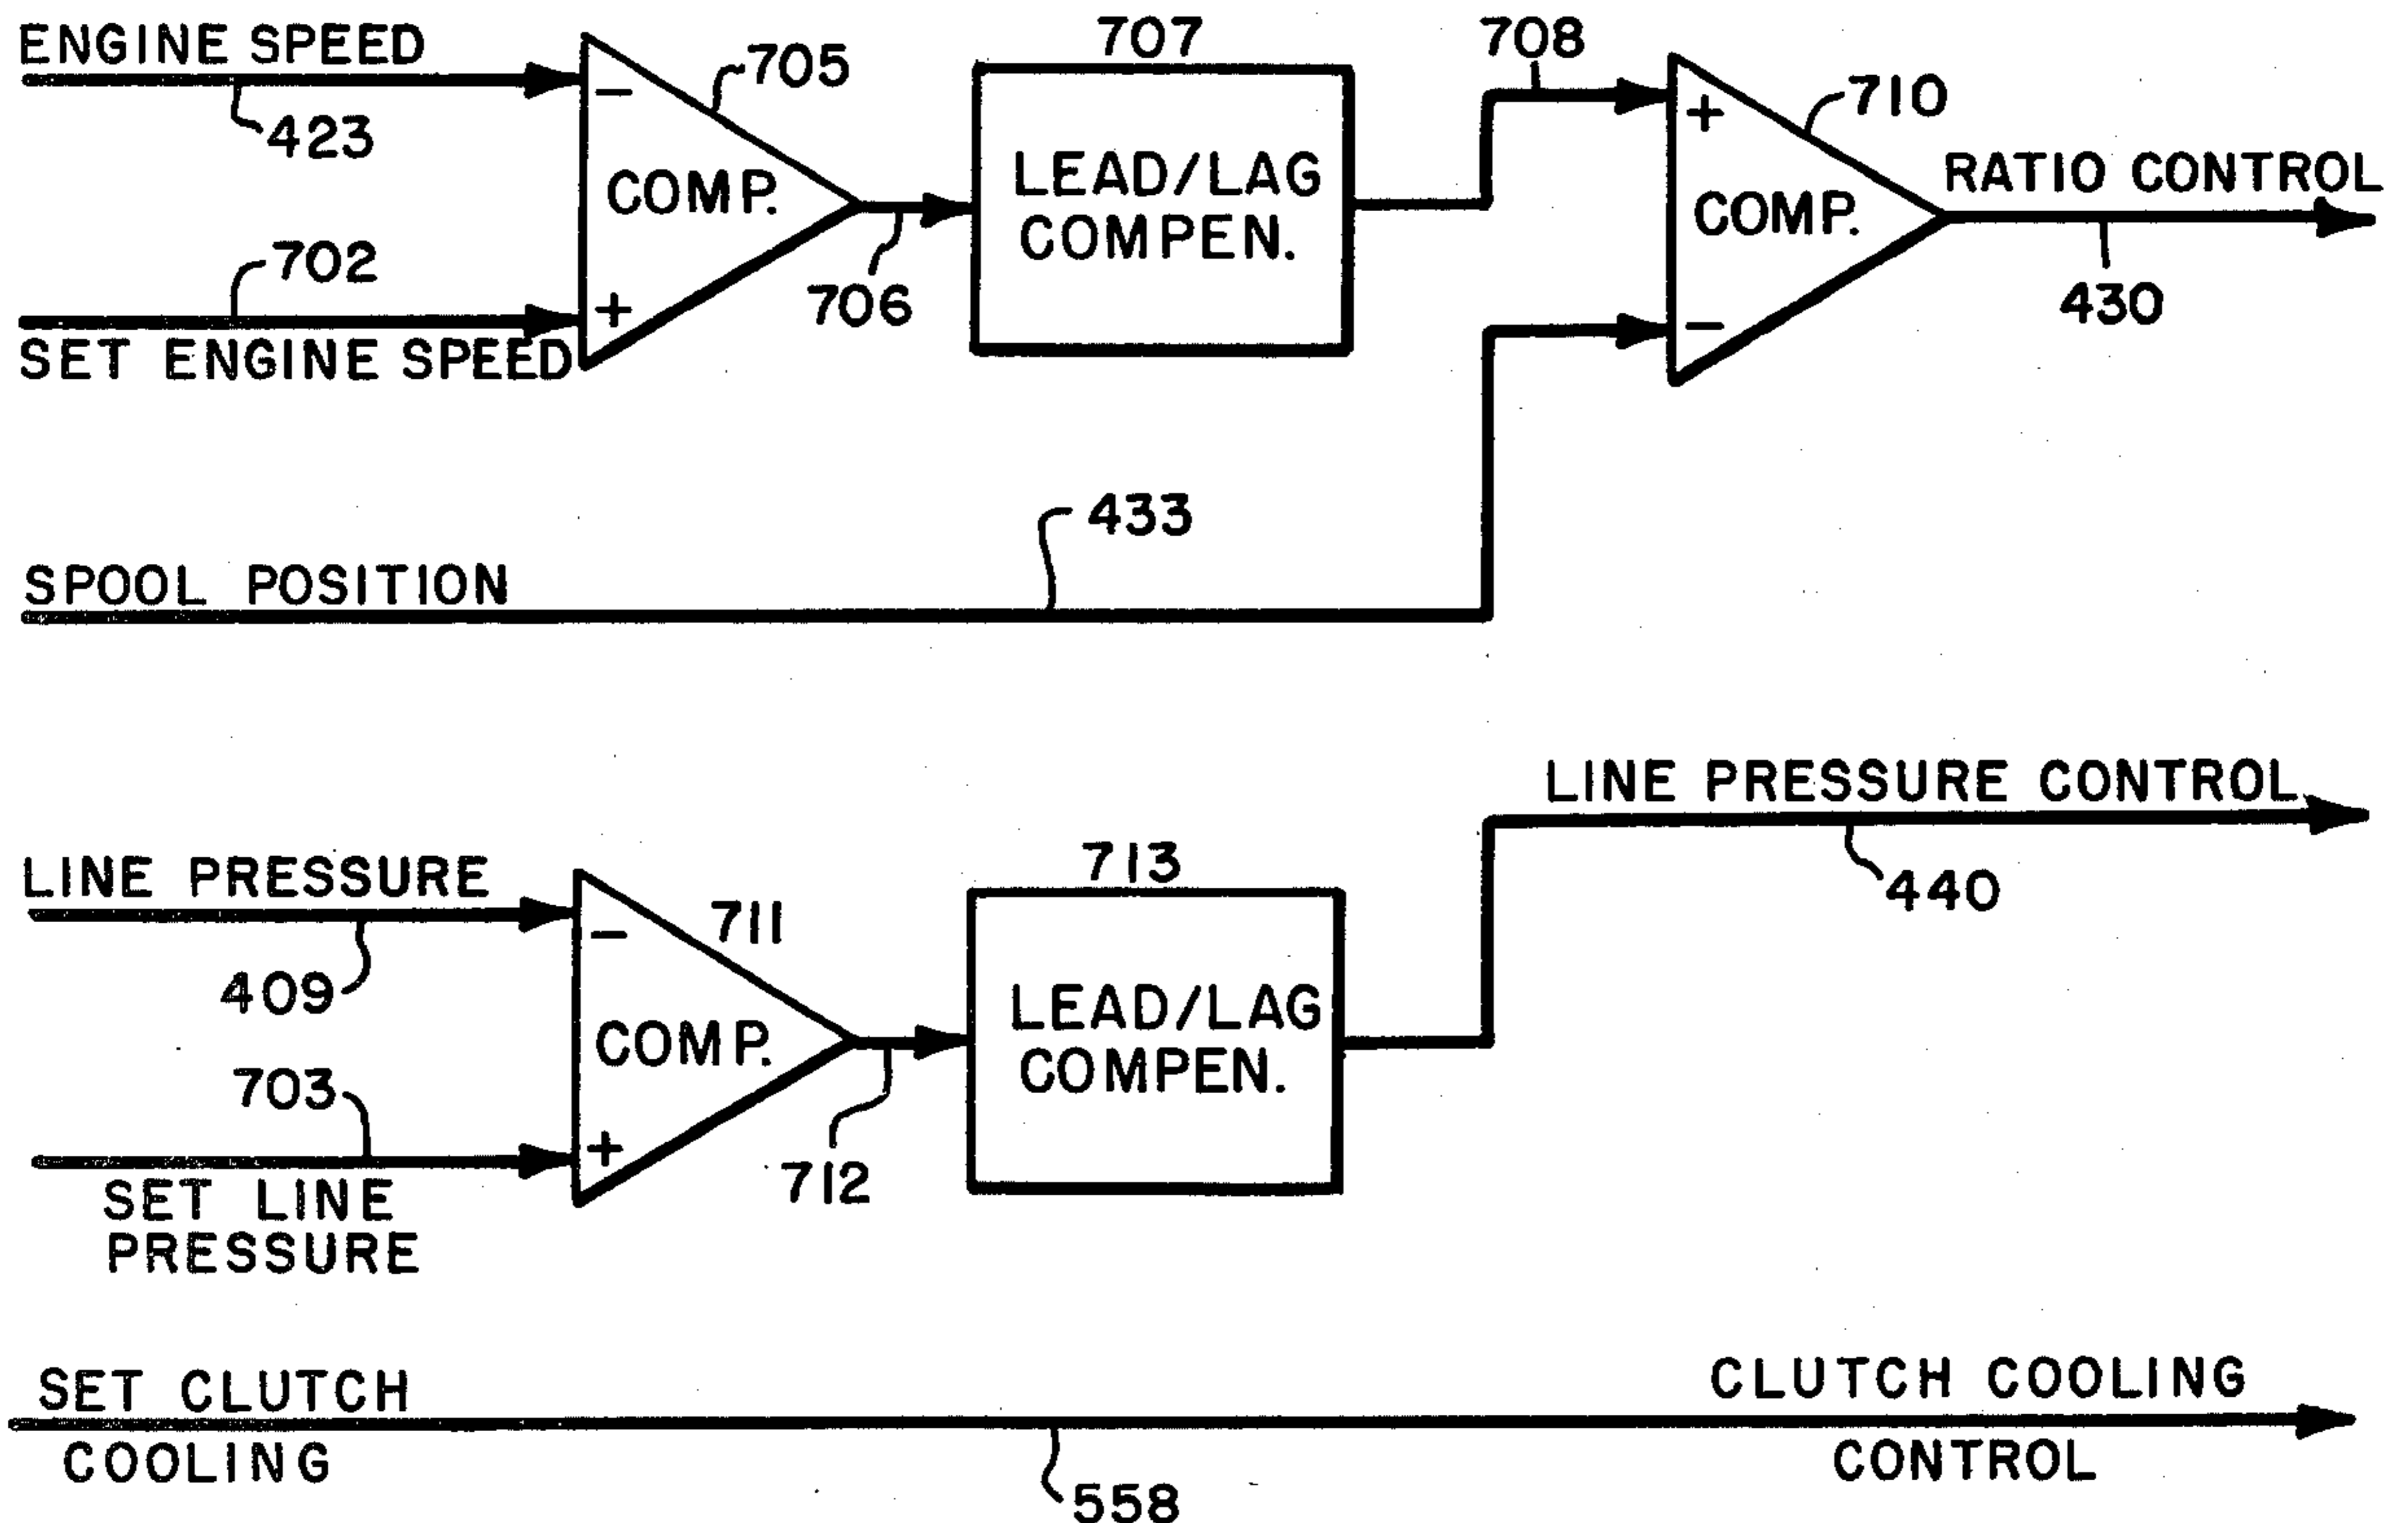 ENGINE SPEED
423
702
SET ENGINE SPEED
−
COMP.
+
705
706
707
LEAD/LAG
COMPEN.
708
+
COMP.
−
710
RATIO CONTROL
430
SPOOL POSITION
433
LINE PRESSURE
409
703
SET LINE
PRESSURE
−
COMP.
+
711
712
713
LEAD/LAG
COMPEN.
LINE PRESSURE CONTROL
440
SET CLUTCH
COOLING
558
CLUTCH COOLING
CONTROL